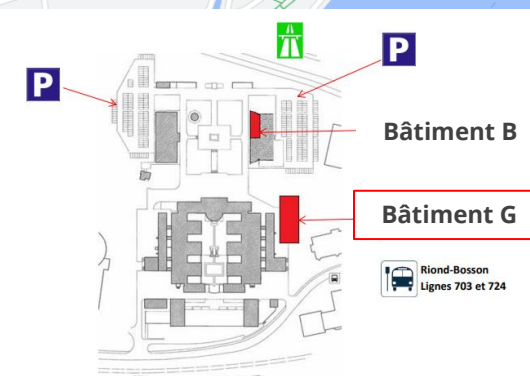 P
P
Bâtiment B
Bâtiment G
Riond-Bosson
Lignes 703 et 724